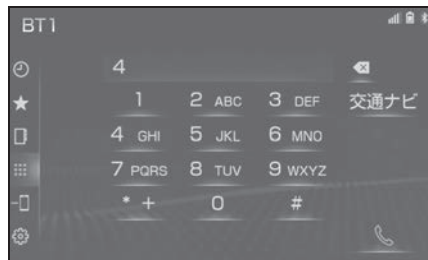 BT1
4
1 2 ABC 3 DEF 交通ナビ
4 GHI 5 JKL 6 MNO
7 PQRS 8 TUV 9 WXYZ
* + 0 #